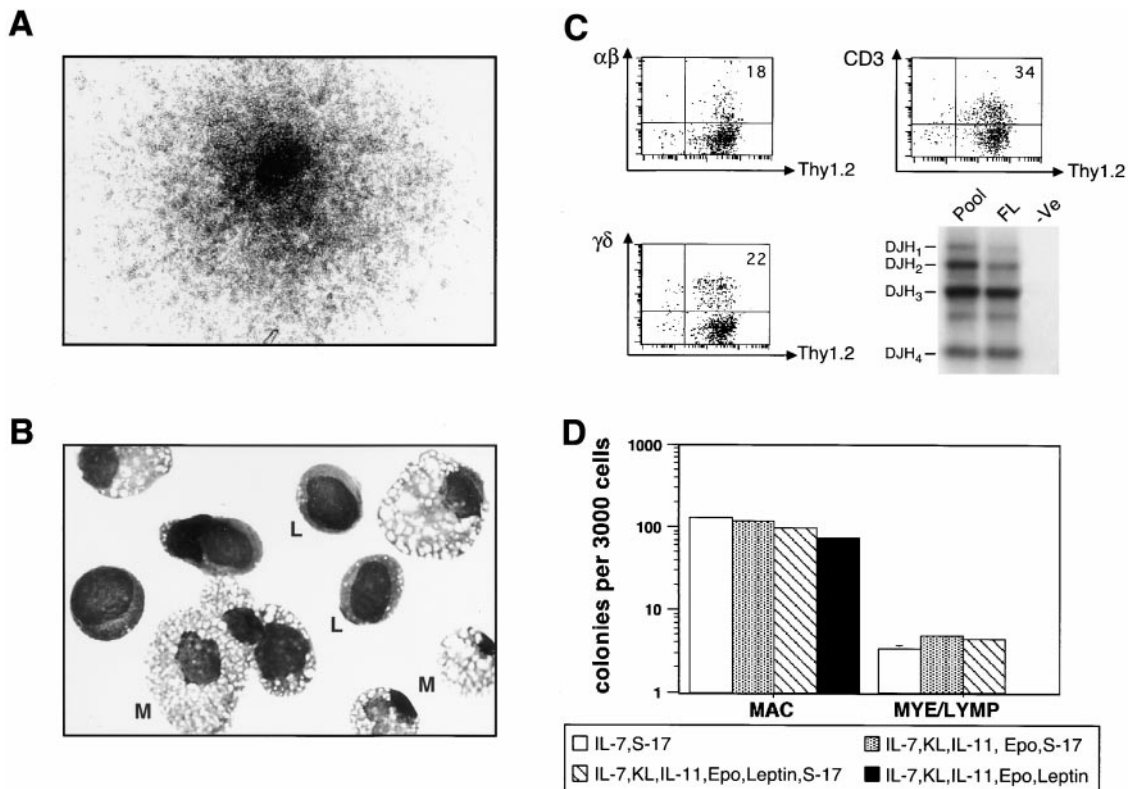 A
B
L
L
M
M
C
αβ
18
Thy1.2
CD3
34
Thy1.2
γδ
22
Thy1.2
Pool
FL
-Ve
DJH1
DJH2
DJH3
DJH4
D
colonies per 3000 cells
1000
100
10
1
MAC
MYE/LYMP
IL-7,S-17
IL-7,KL,IL-11, Epo,S-17
IL-7,KL,IL-11,Epo,Leptin,S-17
IL-7,KL,IL-11,Epo,Leptin